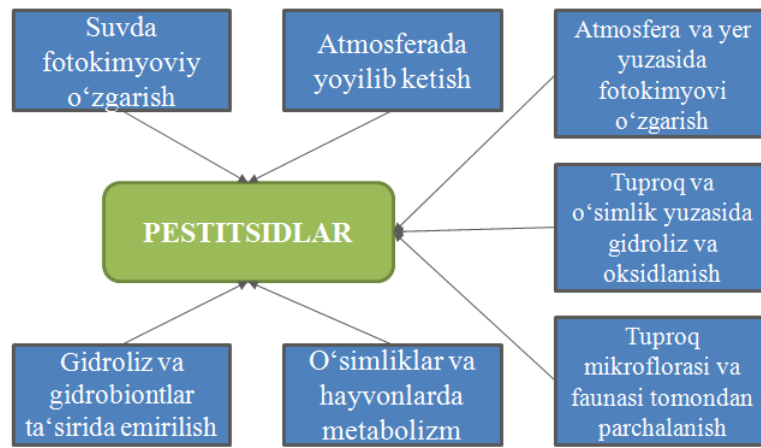 Suvda
fotokimyoviy
o‘zgarish
Atmosferada
yoyilib ketish
Atmosfera va yer
yuzasida
fotokimyovi
o‘zgarish
PESTITSIDLAR
Tuproq va
o‘simlik yuzasida
gidroliz va
oksidlanish
Gidroliz va
gidrobiontlar
ta‘sirida emirilish
O‘simliklar va
hayvonlarda
metabolizm
Tuproq
mikroflorasi va
faunasi tomondan
parchalanish